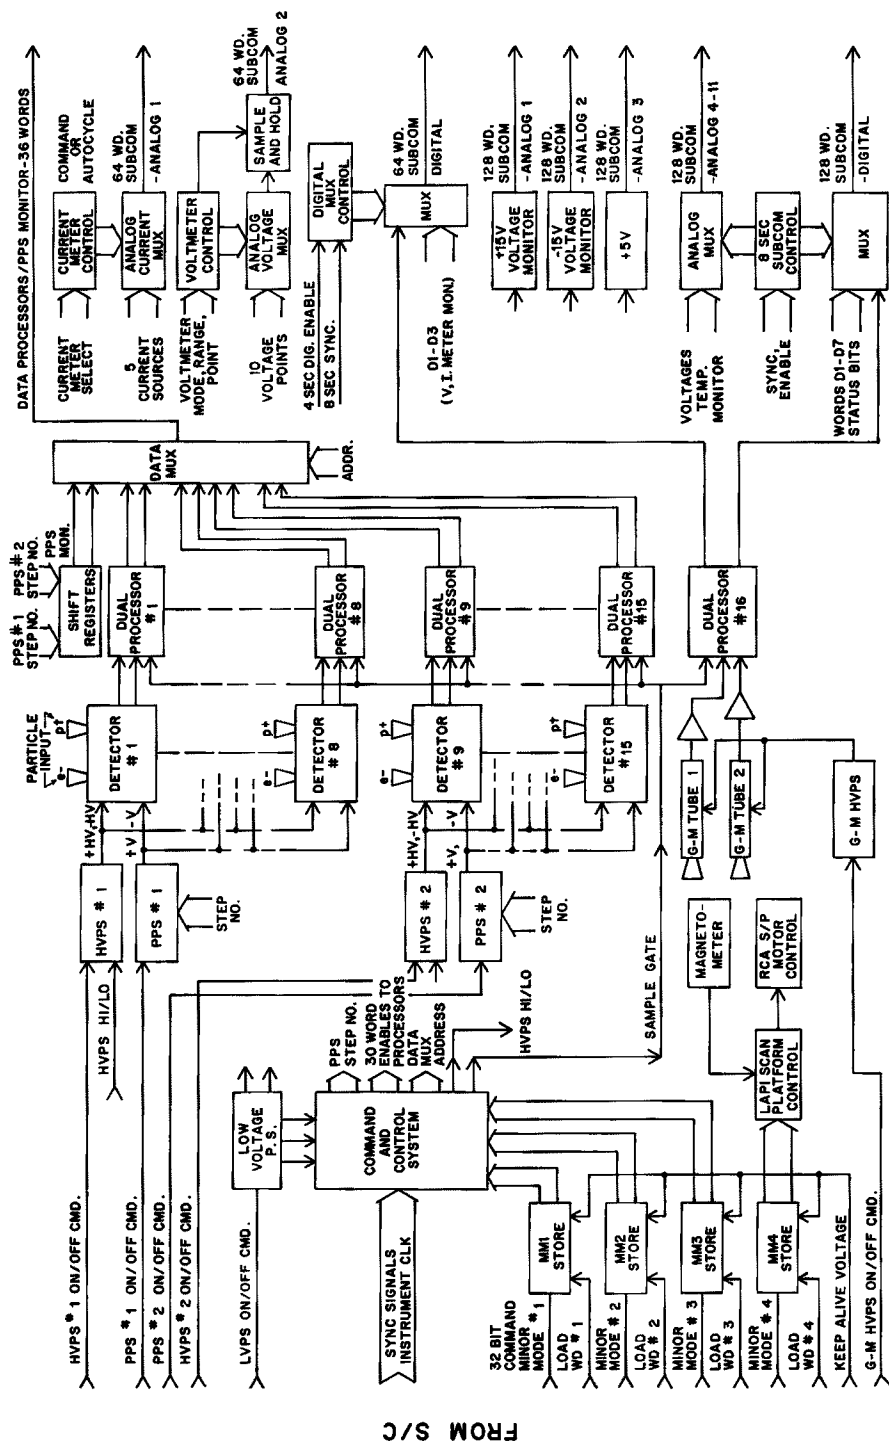 FROM S/C
HVPS #1 ON/OFF CMD.
PPS #1 ON/OFF CMD.
PPS #2 ON/OFF CMD.
HVPS #2 ON/OFF CMD.
LVPS ON/OFF CMD.
SYNC SIGNALS
INSTRUMENT CLK
32 BIT
COMMAND
MINOR
MODE #1
LOAD
WD #1
MINOR
MODE #2
LOAD
WD #2
MINOR
MODE #3
LOAD
WD #3
MINOR
MODE #4
LOAD
WD #4
KEEP ALIVE VOLTAGE
G-M HVPS ON/OFF CMD.
HVPS HI/LO
LOW
VOLTAGE
P.S.
COMMAND
AND
CONTROL
SYSTEM
MM1
STORE
MM2
STORE
MM3
STORE
MM4
STORE
PPS
STEP NO.
30 WORD
ENABLES TO
PROCESSORS
DATA
MUX
ADDRESS
HVPS HI/LO
SAMPLE GATE
LAPI SCAN
PLATFORM
CONTROL
MAGNETO-
METER
RCA S/P
MOTOR
CONTROL
HVPS #1
PPS #1
STEP
NO.
HVPS #2
PPS #2
STEP
NO.
G-M HVPS
+HV,-HV
+V -V
+HV,-HV
+V, -V
G-M TUBE 1
G-M TUBE 2
PARTICLE
INPUT
e- p+
DETECTOR
#1
e- p+
DETECTOR
#8
e- p+
DETECTOR
#9
e- p+
DETECTOR
#15
PPS #1
STEP NO.
PPS #2
STEP NO.
SHIFT
REGISTERS
PPS
MON.
DUAL
PROCESSOR
#1
DUAL
PROCESSOR
#8
DUAL
PROCESSOR
#9
DUAL
PROCESSOR
#15
DUAL
PROCESSOR
#16
DATA
MUX
ADDR.
DATA PROCESSORS/PPS MONITOR-36 WORDS
CURRENT
METER
SELECT
CURRENT
METER
CONTROL
COMMAND
OR
AUTOCYCLE
5
CURRENT
SOURCES
ANALOG
CURRENT
MUX
64 WD.
SUBCOM
-ANALOG 1
VOLTMETER
MODE, RANGE,
POINT
VOLTMETER
CONTROL
10
VOLTAGE
POINTS
ANALOG
VOLTAGE
MUX
SAMPLE
AND HOLD
64 WD.
SUBCOM
ANALOG 2
4 SEC DIG. ENABLE
8 SEC SYNC.
DIGITAL
MUX
CONTROL
MUX
64 WD.
SUBCOM
DIGITAL
D1-D3
(V, I. METER MON.)
+15V
VOLTAGE
MONITOR
128 WD.
SUBCOM
-ANALOG 1
-15V
VOLTAGE
MONITOR
128 WD.
SUBCOM
-ANALOG 2
+5V
128 WD.
SUBCOM
-ANALOG 3
VOLTAGES
TEMP.
MONITOR
ANALOG
MUX
128 WD.
SUBCOM
-ANALOG 4-11
SYNC,
ENABLE
8 SEC
SUBCOM
CONTROL
WORDS D1-D7
STATUS BITS
MUX
128 WD.
SUBCOM
-DIGITAL